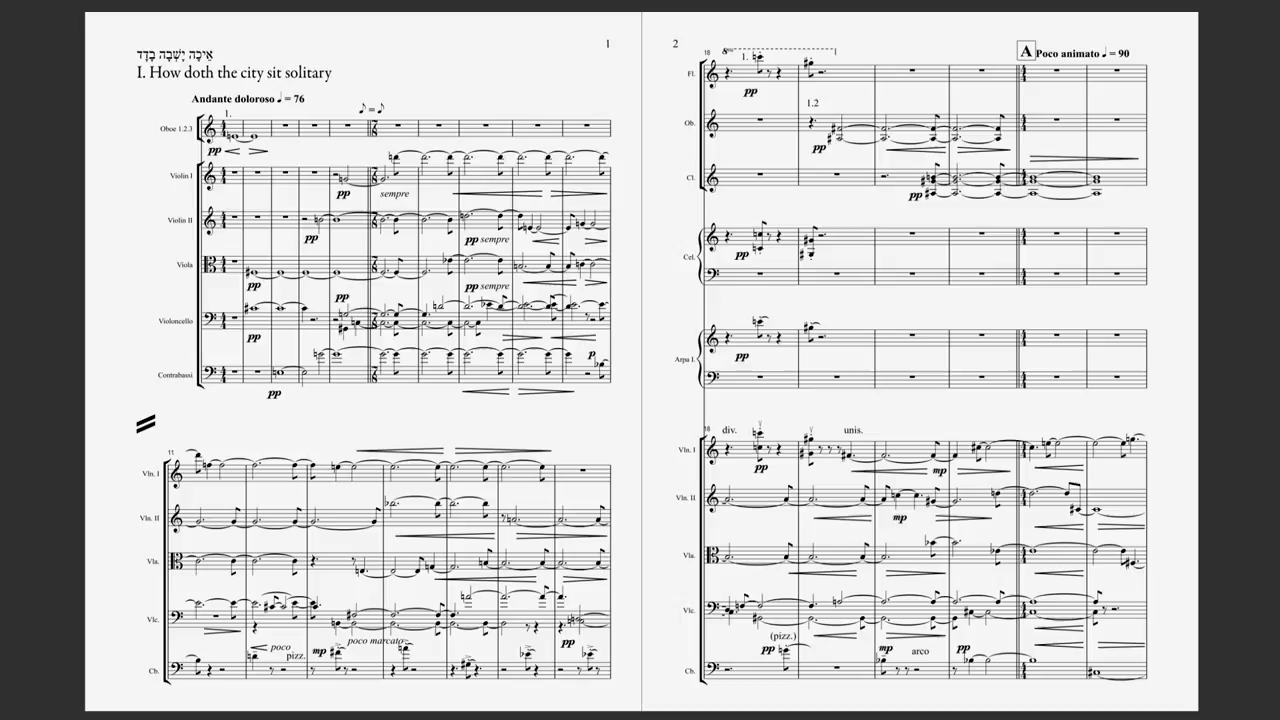 1
אֵיכָה יָשְׁבָה בָדָד
I. How doth the city sit solitary
Andante doloroso ♩ = 76
♪ = ♪
1.
Oboe 1.2.3
pp
Violin I
pp
sempre
Violin II
pp
pp sempre
Viola
pp
pp sempre
Violoncello
pp
pp
p
Contrabassi
pp
11
Vln. I
Vln. II
Vla.
Vlc.
poco
poco marcato
pizz.
mp
pp
Cb.
2
18
8va
1.
A Poco animato ♩ = 90
Fl.
pp
1.2
Ob.
pp
Cl.
pp
Cel.
pp
Arpa I.
pp
18
div.
unis.
Vln. I
pp
mp
Vln. II
mp
Vla.
Vlc.
(pizz.)
pp
mp
arco
pp
Cb.